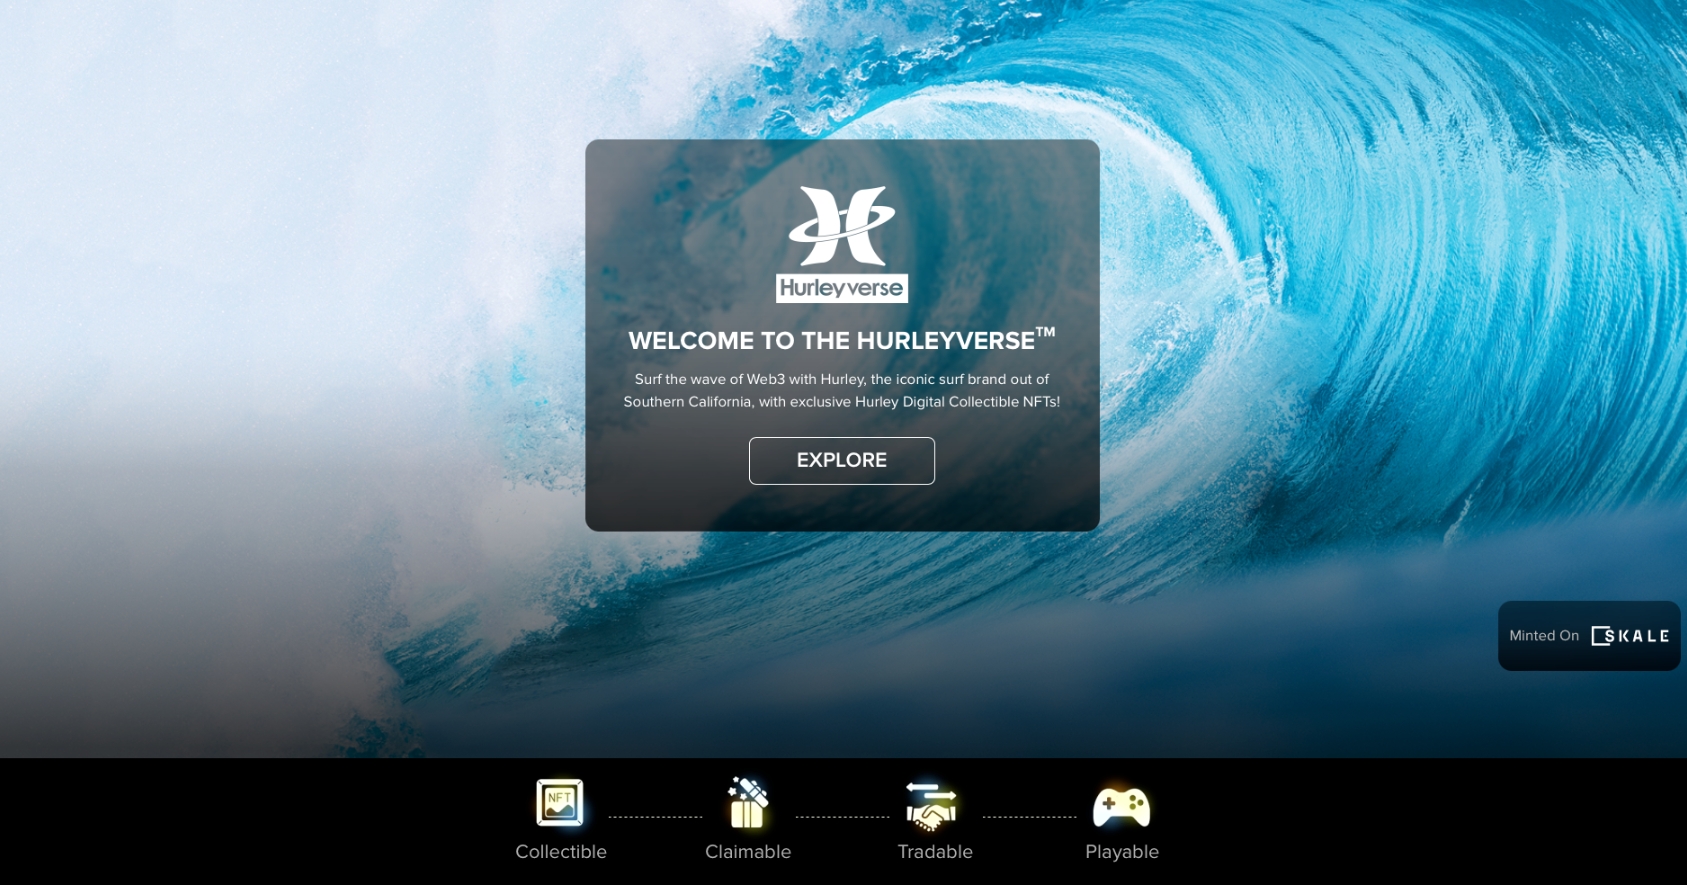 Hurleyverse
WELCOME TO THE HURLEYVERSE™
Surf the wave of Web3 with Hurley, the iconic surf brand out of
Southern California, with exclusive Hurley Digital Collectible NFTs!
EXPLORE
Minted On SKALE
NFT
Collectible
Claimable
Tradable
Playable